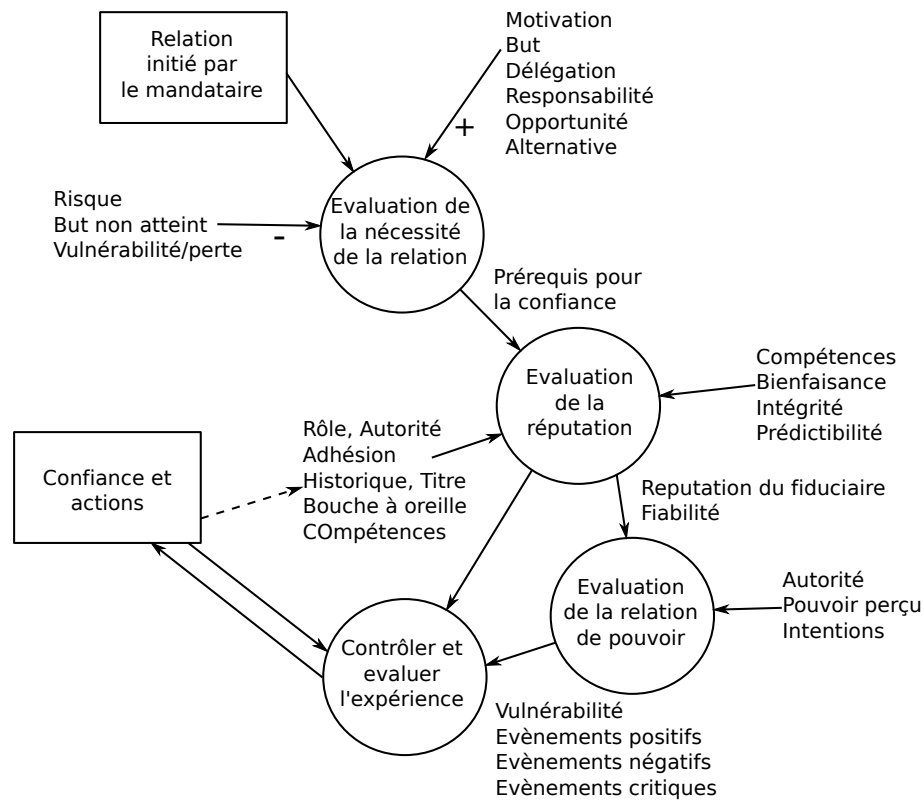 Relation
initié par
le mandataire
Motivation
But
Délégation
Responsabilité
Opportunité
Alternative
+
Risque
But non atteint
Vulnérabilité/perte
-
Evaluation de
la nécessité
de la relation
Prérequis pour
la confiance
Evaluation
de la
réputation
Compétences
Bienfaisance
Intégrité
Prédictibilité
Rôle, Autorité
Adhésion
Historique, Titre
Bouche à oreille
COmpétences
Confiance et
actions
Reputation du fiduciaire
Fiabilité
Evaluation
de la relation
de pouvoir
Autorité
Pouvoir perçu
Intentions
Contrôler et
evaluer
l'expérience
Vulnérabilité
Evènements positifs
Evènements négatifs
Evènements critiques